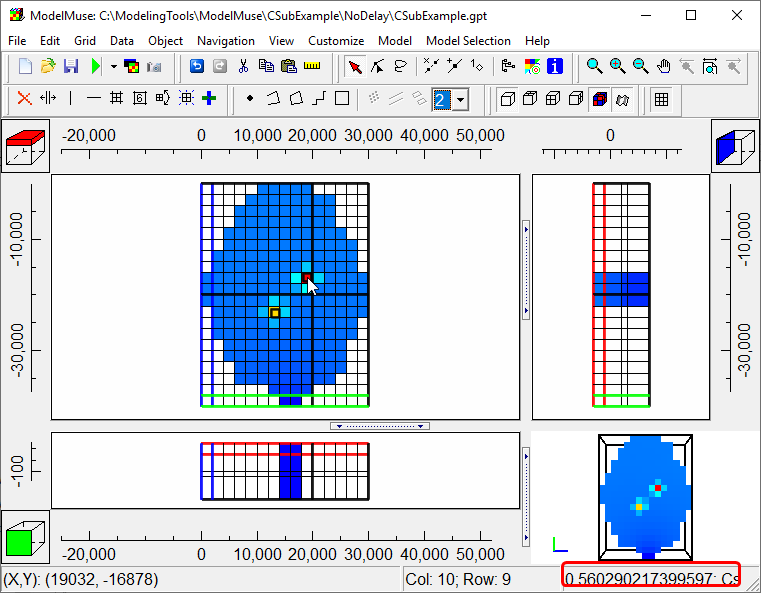 ModelMuse: C:\ModelingTools\ModelMuse\CSubExample\NoDelay\CSubExample.gpt
File Edit Grid Data Object Navigation View Customize Model Model Selection Help
2
-20,000 0 10,000 20,000 30,000 40,000 50,000 0
-10,000 -10,000
-30,000 -30,000
-100
-20,000 0 10,000 20,000 30,000 40,000 50,000
(X,Y): (19032, -16878) Col: 10; Row: 9 0.560290217399597; Cs